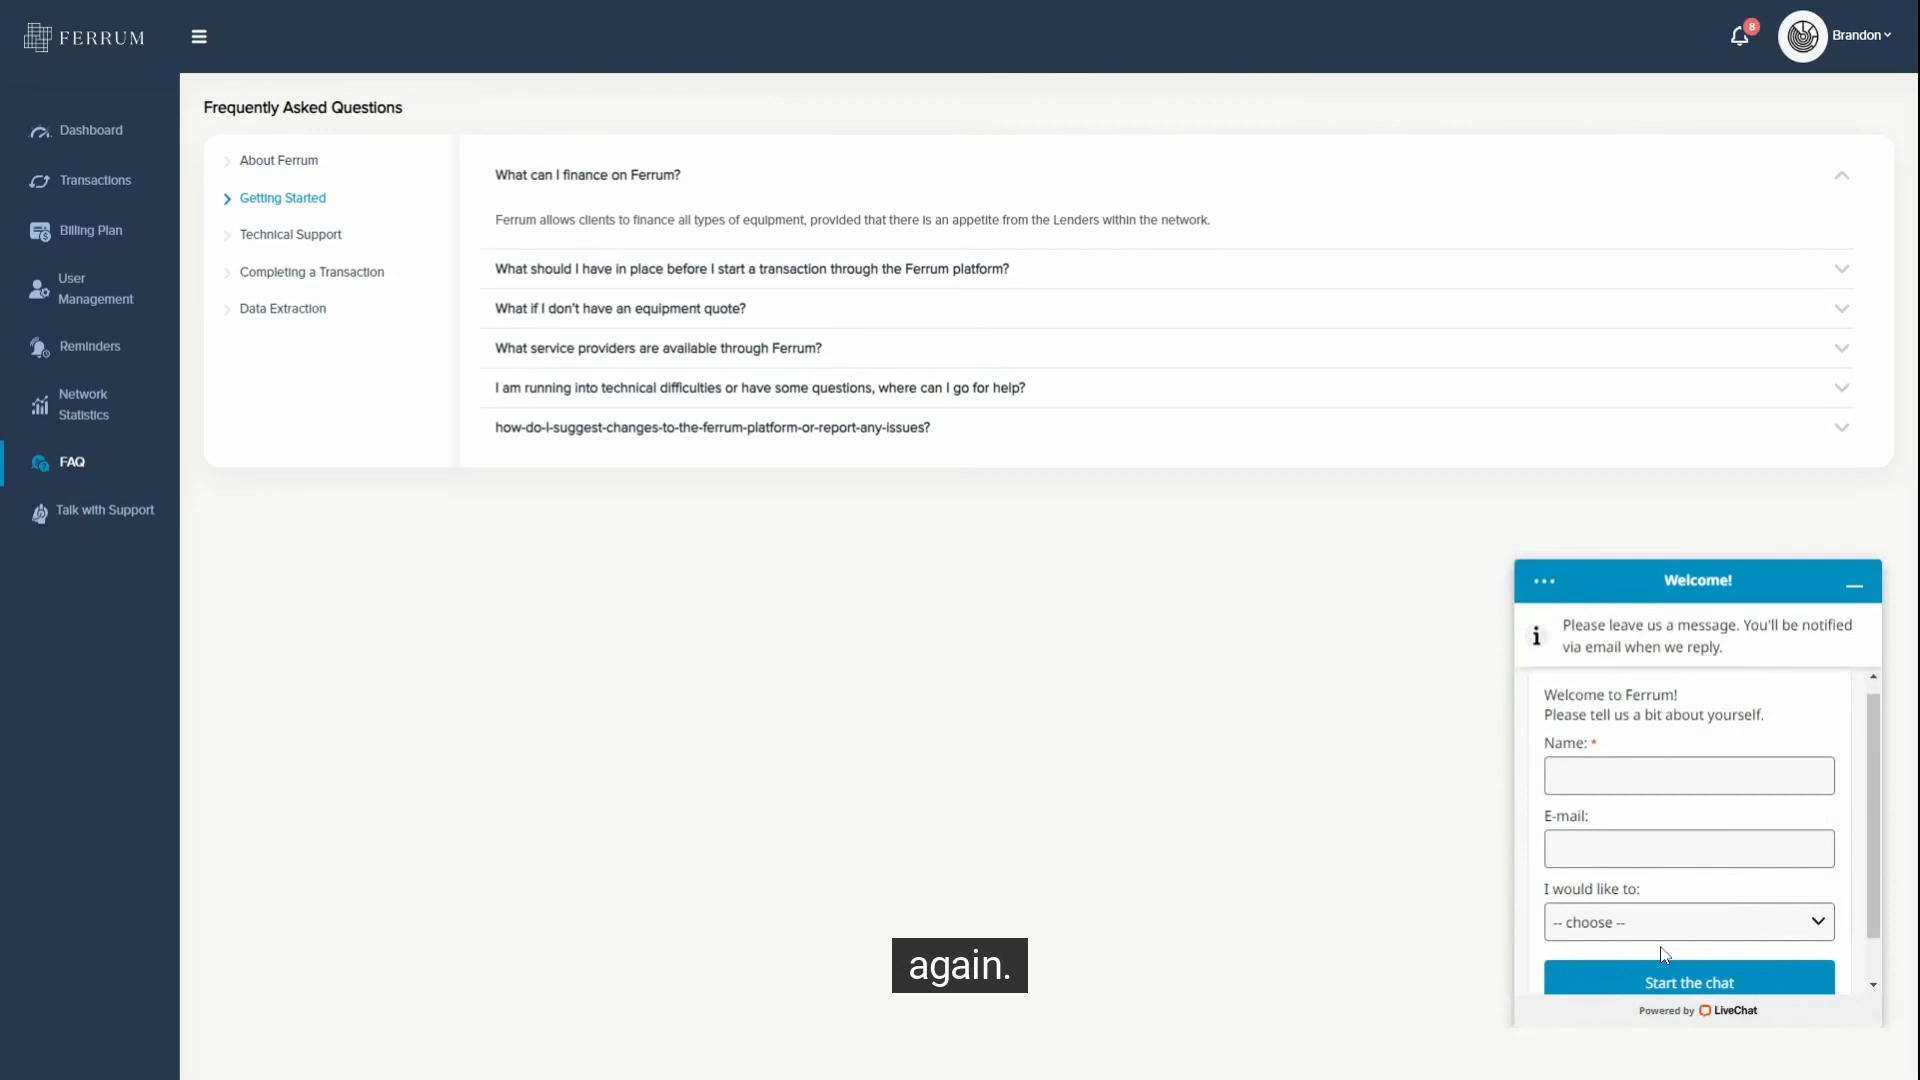 FERRUM
8
Brandon
Dashboard
Transactions
Billing Plan
User
Management
Reminders
Network
Statistics
FAQ
Talk with Support
Frequently Asked Questions
About Ferrum
Getting Started
Technical Support
Completing a Transaction
Data Extraction
What can I finance on Ferrum?
Ferrum allows clients to finance all types of equipment, provided that there is an appetite from the Lenders within the network.
What should I have in place before I start a transaction through the Ferrum platform?
What if I don't have an equipment quote?
What service providers are available through Ferrum?
I am running into technical difficulties or have some questions, where can I go for help?
how-do-I-suggest-changes-to-the-ferrum-platform-or-report-any-issues?
Welcome!
Please leave us a message. You'll be notified
via email when we reply.
Welcome to Ferrum!
Please tell us a bit about yourself.
Name: *
E-mail:
I would like to:
-- choose --
Start the chat
Powered by LiveChat
again.